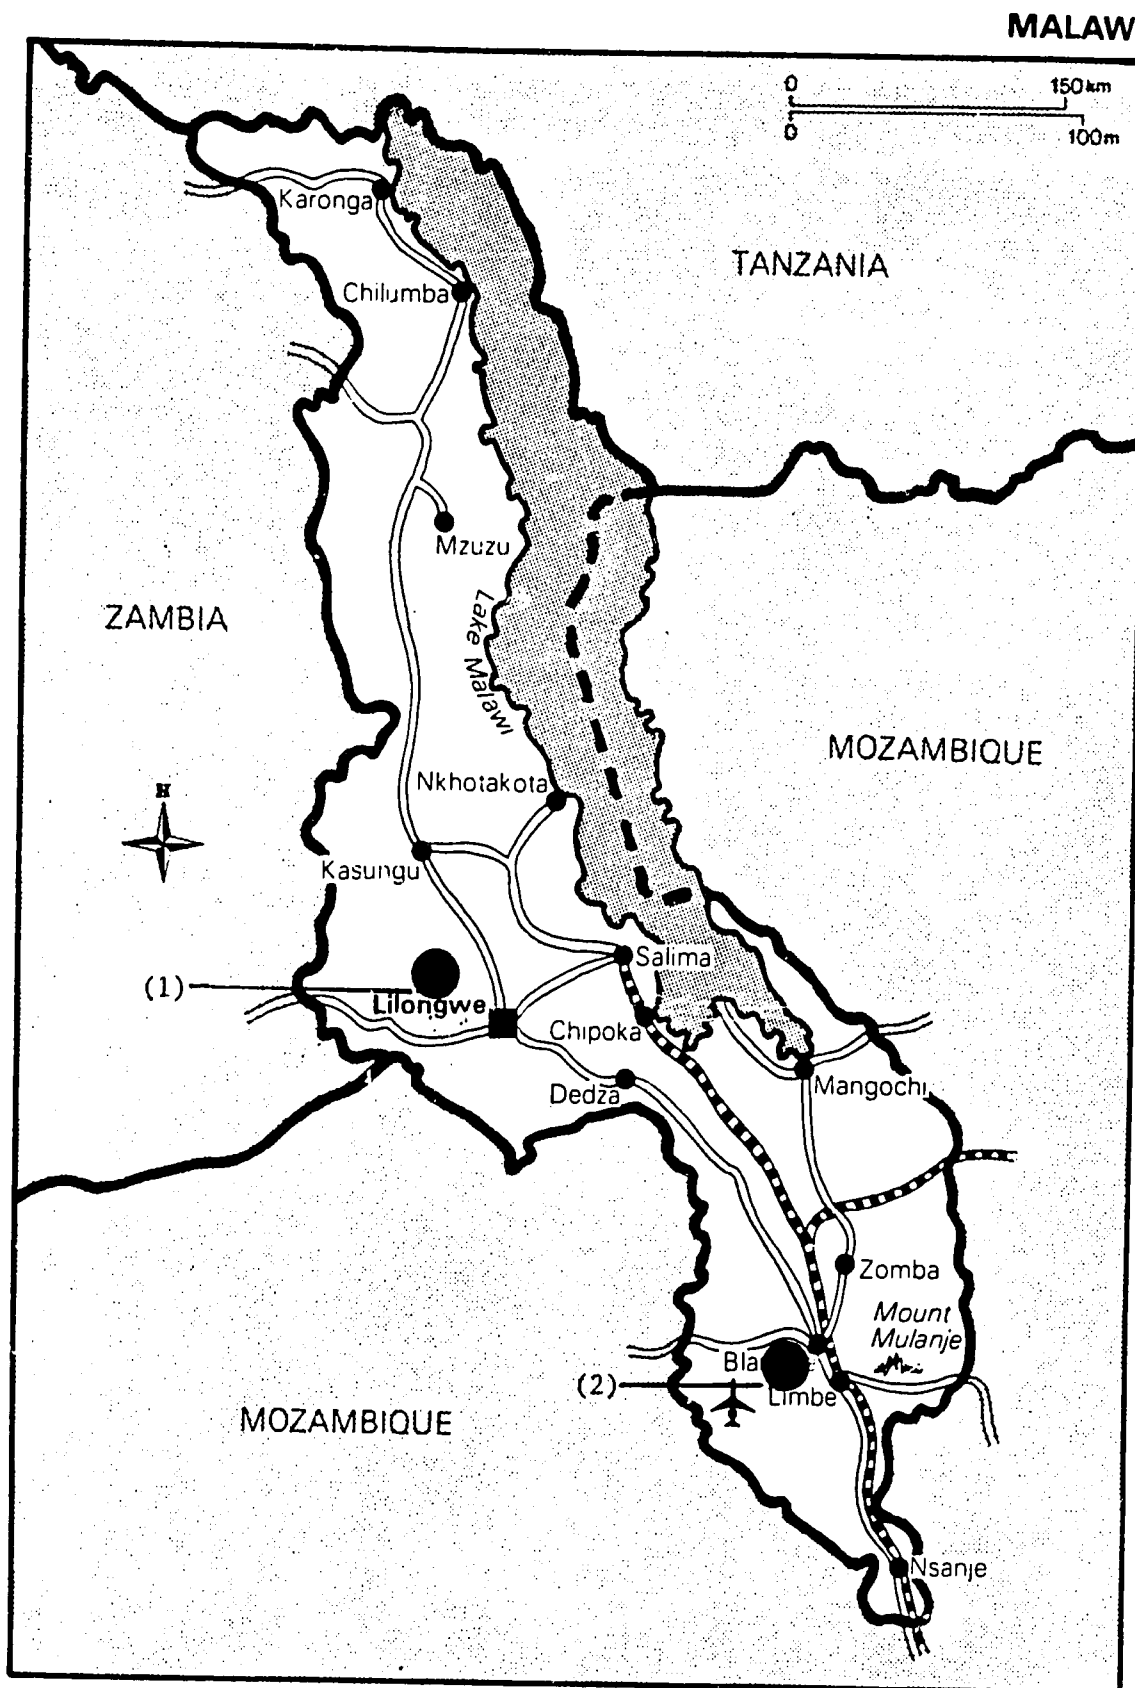 MALAW
0 150km
0 100m
Karonga
TANZANIA
Chilumba
Mzuzu
ZAMBIA
Lake Malawi
MOZAMBIQUE
N
Nkhotakota
Kasungu
Salima
(1)
Lilongwe
Chipoka
Mangochi
Dedza
Zomba
Mount
Mulanje
(2)
Limbe
MOZAMBIQUE
Nsanje